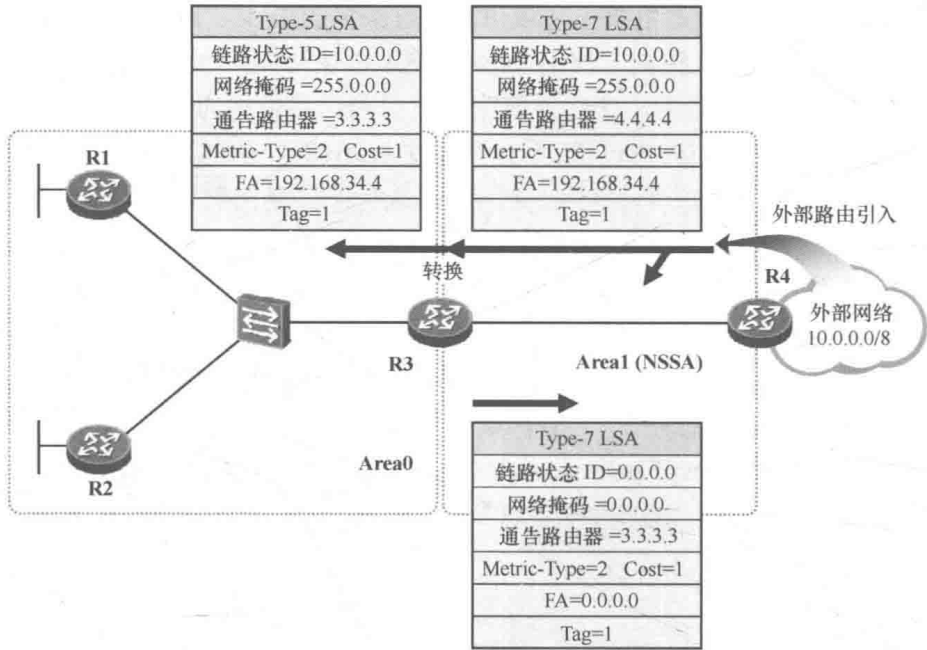 Type-5 LSA
链路状态 ID=10.0.0.0
网络掩码 =255.0.0.0
通告路由器 =3.3.3.3
Metric-Type=2 Cost=1
FA=192.168.34.4
Tag=1
Type-7 LSA
链路状态 ID=10.0.0.0
网络掩码 =255.0.0.0
通告路由器 =4.4.4.4
Metric-Type=2 Cost=1
FA=192.168.34.4
Tag=1
R1
外部路由引入
转换
R4
外部网络
10.0.0.0/8
R3
Area1 (NSSA)
Area0
R2
Type-7 LSA
链路状态 ID=0.0.0.0
网络掩码 =0.0.0.0
通告路由器 =3.3.3.3
Metric-Type=2 Cost=1
FA=0.0.0.0
Tag=1